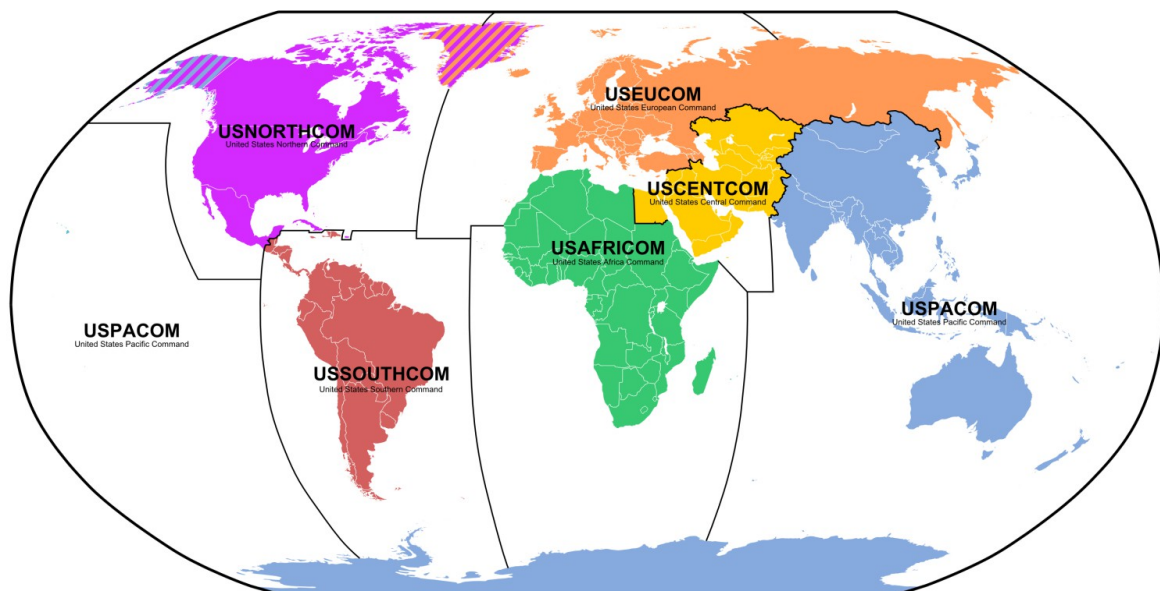 USEUCOM
United States European Command
USNORTHCOM
United States Northern Command
USCENTCOM
United States Central Command
USAFRICOM
United States Africa Command
USPACOM
United States Pacific Command
USPACOM
United States Pacific Command
USSOUTHCOM
United States Southern Command